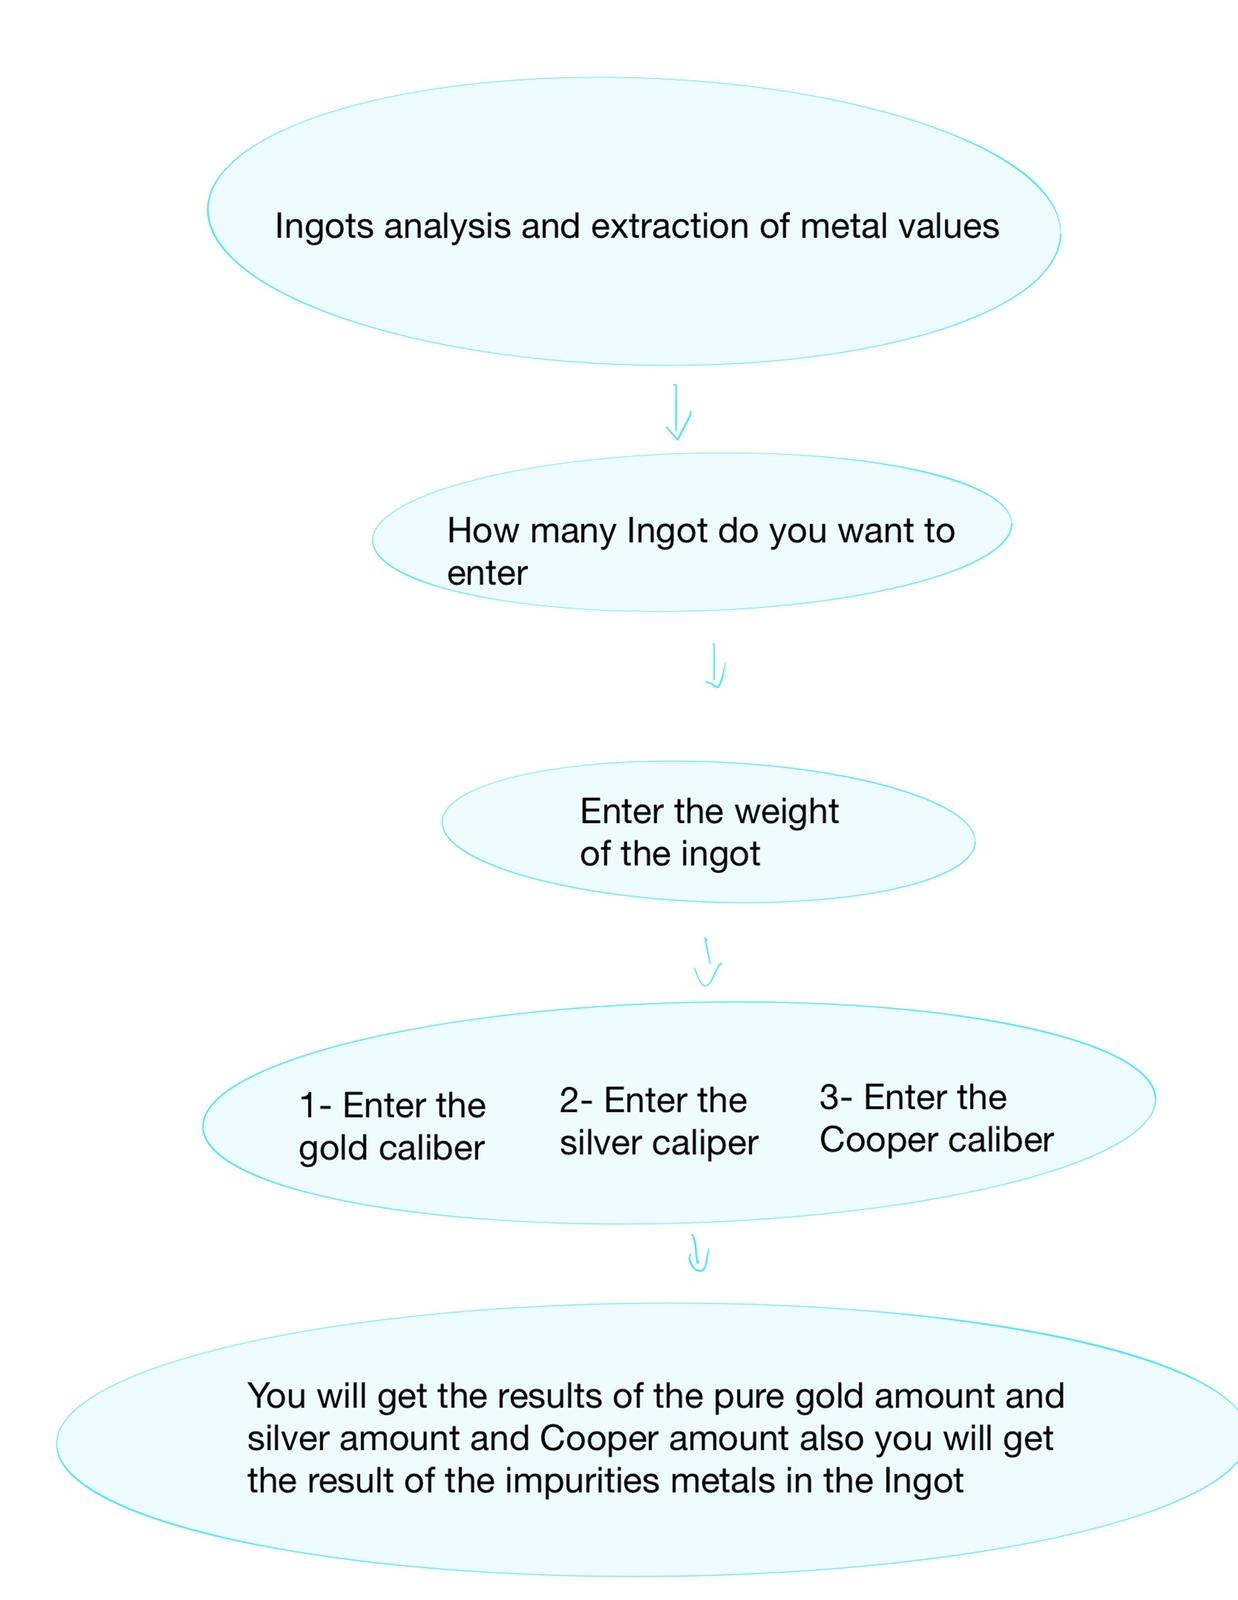 Ingots analysis and extraction of metal values
How many Ingot do you want to
enter
Enter the weight
of the ingot
1- Enter the
gold caliber
2- Enter the
silver caliper
3- Enter the
Cooper caliber
You will get the results of the pure gold amount and
silver amount and Cooper amount also you will get
the result of the impurities metals in the Ingot